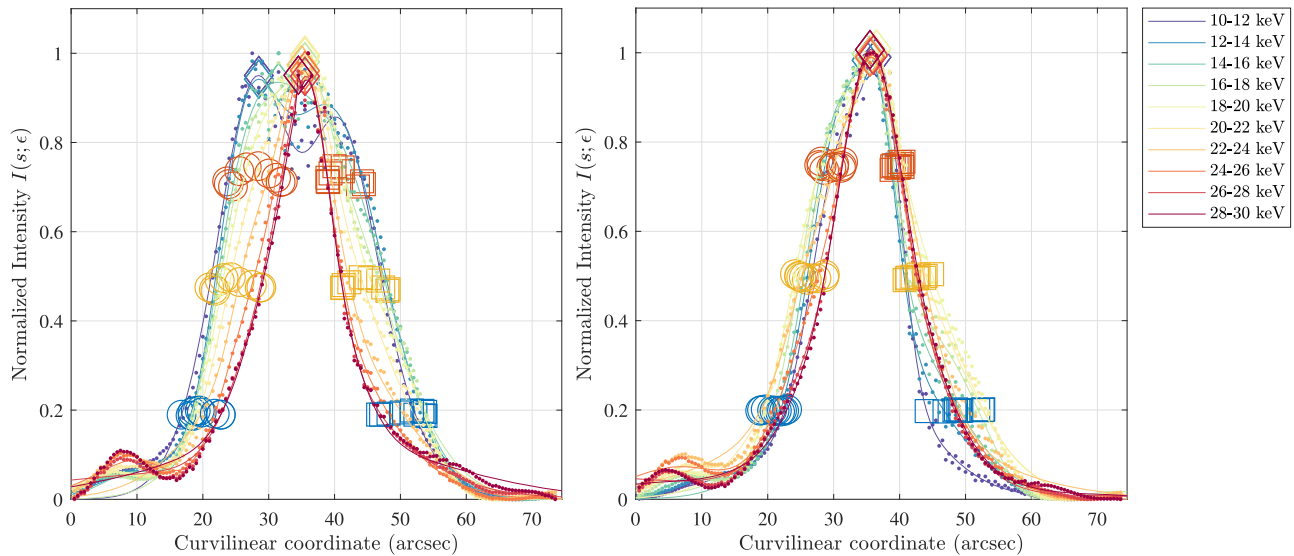 Normalized Intensity I(s; ϵ)
1
0.8
0.6
0.4
0.2
0
0 10 20 30 40 50 60 70
Curvilinear coordinate (arcsec)
Normalized Intensity I(s; ϵ)
1
0.8
0.6
0.4
0.2
0
0 10 20 30 40 50 60 70
Curvilinear coordinate (arcsec)
10-12 keV
12-14 keV
14-16 keV
16-18 keV
18-20 keV
20-22 keV
22-24 keV
24-26 keV
26-28 keV
28-30 keV